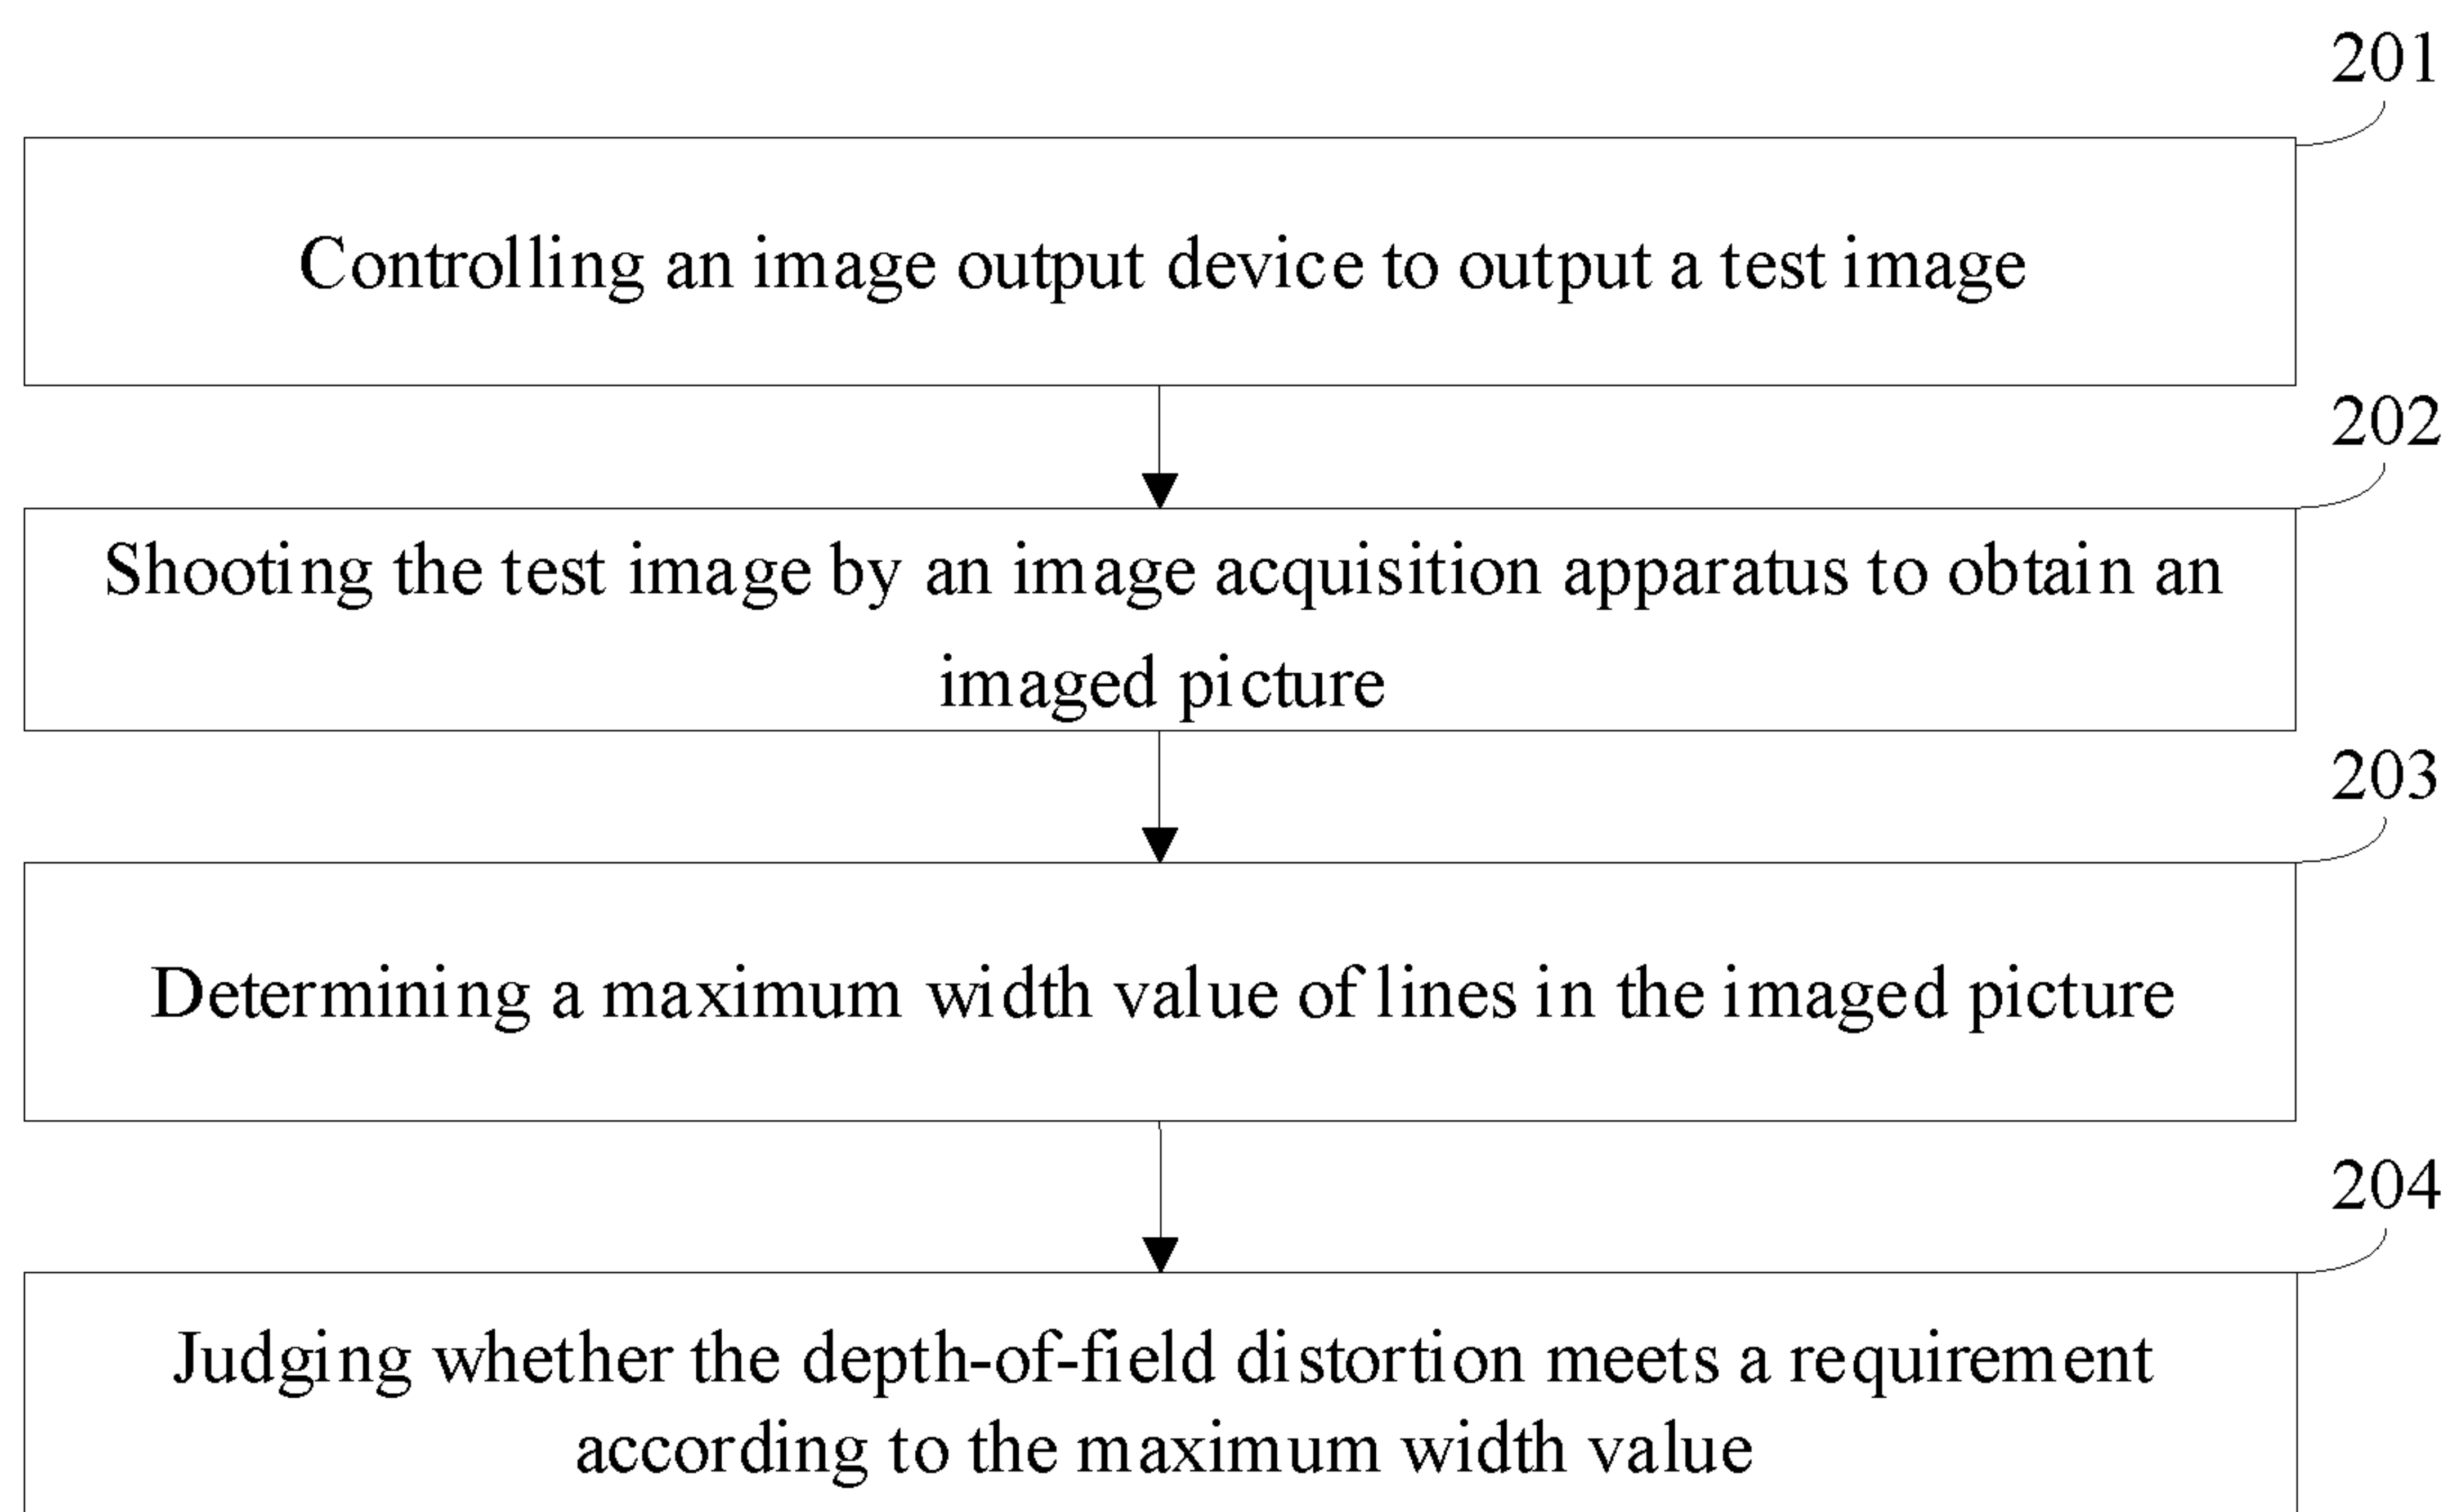 201
Controlling an image output device to output a test image
202
Shooting the test image by an image acquisition apparatus to obtain an
imaged picture
203
Determining a maximum width value of lines in the imaged picture
204
Judging whether the depth-of-field distortion meets a requirement
according to the maximum width value